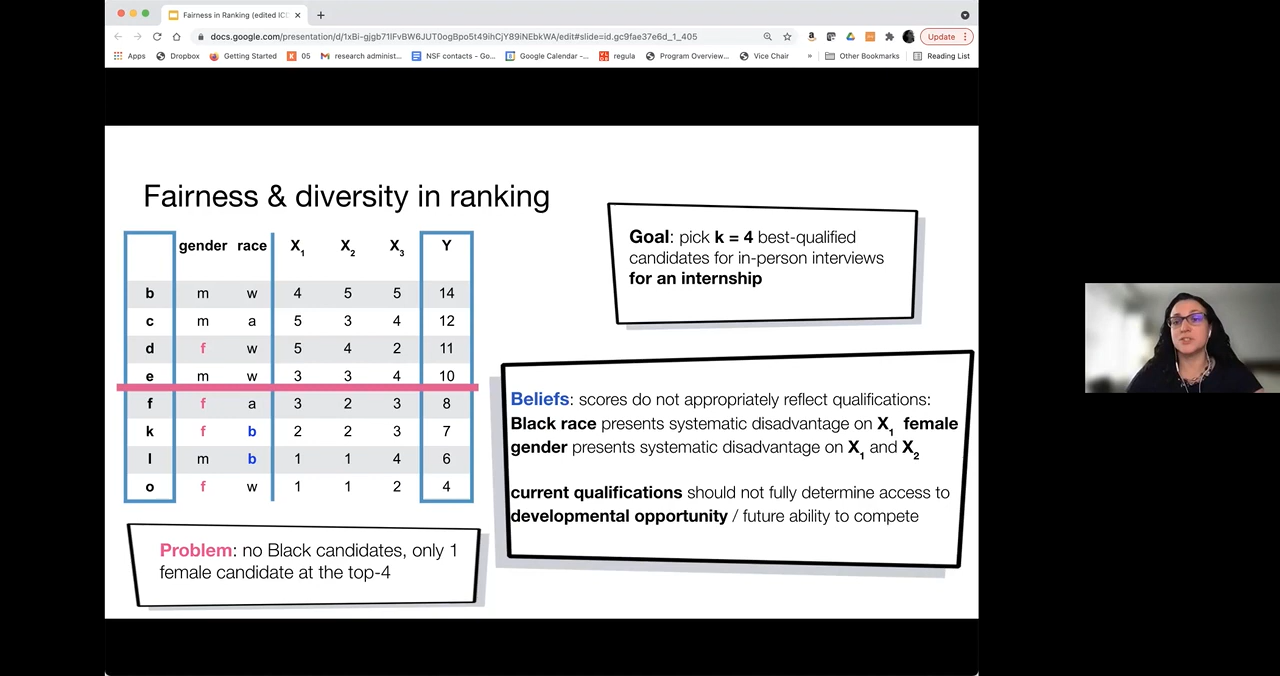 Fairness in Ranking (edited ICD
docs.google.com/presentation/d/1xBi-gjgb71lFvBW6JUT0ogBpo5t49ihCjY89iNEbkWA/edit#slide=id.gc9fae37e6d_1_405
Update
Apps Dropbox Getting Started 05 research administ... NSF contacts - Go... Google Calendar -... regula Program Overview... Vice Chair » Other Bookmarks Reading List
Fairness & diversity in ranking
gender race X1 X2 X3 Y
b m w 4 5 5 14
c m a 5 3 4 12
d f w 5 4 2 11
e m w 3 3 4 10
f f a 3 2 3 8
k f b 2 2 3 7
l m b 1 1 4 6
o f w 1 1 2 4
Problem: no Black candidates, only 1
female candidate at the top-4
Goal: pick k = 4 best-qualified
candidates for in-person interviews
for an internship
Beliefs: scores do not appropriately reflect qualifications:
Black race presents systematic disadvantage on X1 female
gender presents systematic disadvantage on X1 and X2
current qualifications should not fully determine access to
developmental opportunity / future ability to compete